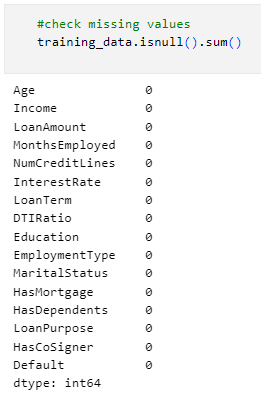 #check missing values
training_data.isnull().sum()
Age 0
Income 0
LoanAmount 0
MonthsEmployed 0
NumCreditLines 0
InterestRate 0
LoanTerm 0
DTIRatio 0
Education 0
EmploymentType 0
MaritalStatus 0
HasMortgage 0
HasDependents 0
LoanPurpose 0
HasCoSigner 0
Default 0
dtype: int64